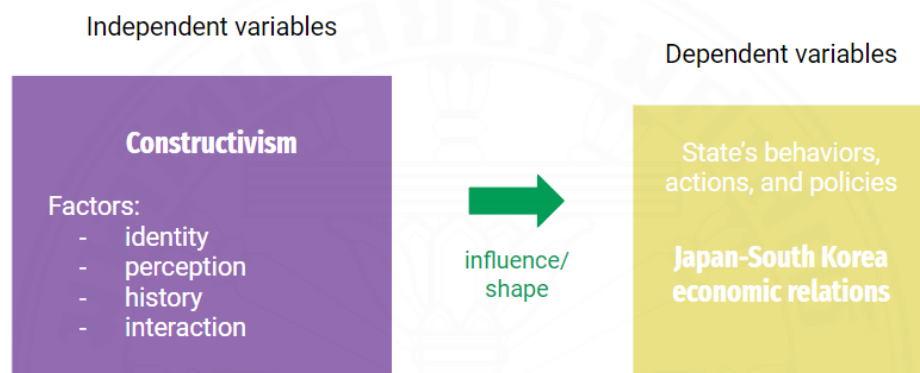 Independent variables
Constructivism
Factors:
- identity
- perception
- history
- interaction
influence/
shape
Dependent variables
State's behaviors,
actions, and policies
Japan-South Korea
economic relations